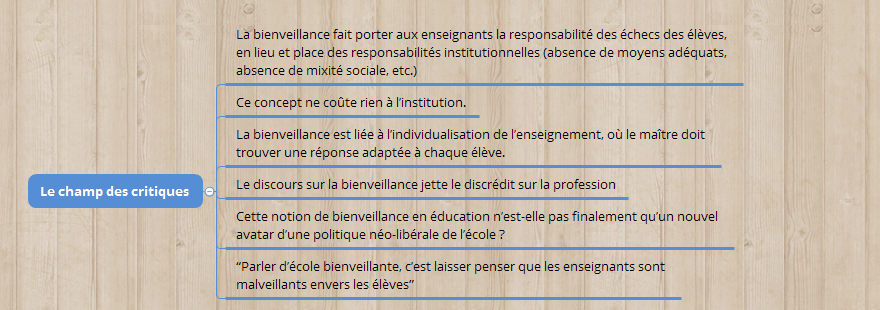 La bienveillance fait porter aux enseignants la responsabilité des échecs des élèves,
en lieu et place des responsabilités institutionnelles (absence de moyens adéquats,
absence de mixité sociale, etc.)
Ce concept ne coûte rien à l’institution.
La bienveillance est liée à l’individualisation de l’enseignement, où le maître doit
trouver une réponse adaptée à chaque élève.
Le champ des critiques
Le discours sur la bienveillance jette le discrédit sur la profession
Cette notion de bienveillance en éducation n’est-elle pas finalement qu’un nouvel
avatar d’une politique néo-libérale de l’école ?
“Parler d’école bienveillante, c’est laisser penser que les enseignants sont
malveillants envers les élèves”